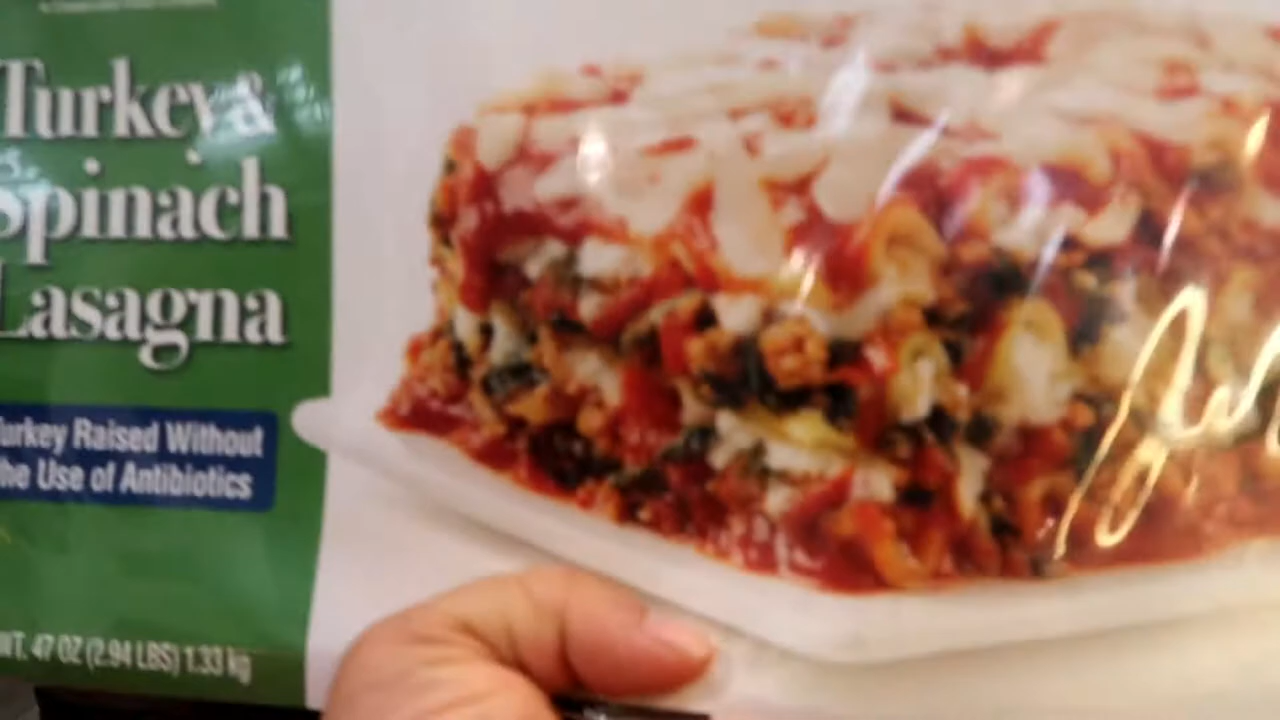 Turkey &
Spinach
Lasagna
Turkey Raised Without
the Use of Antibiotics
WT. 47 OZ (2.94 LBS) 1.33 kg